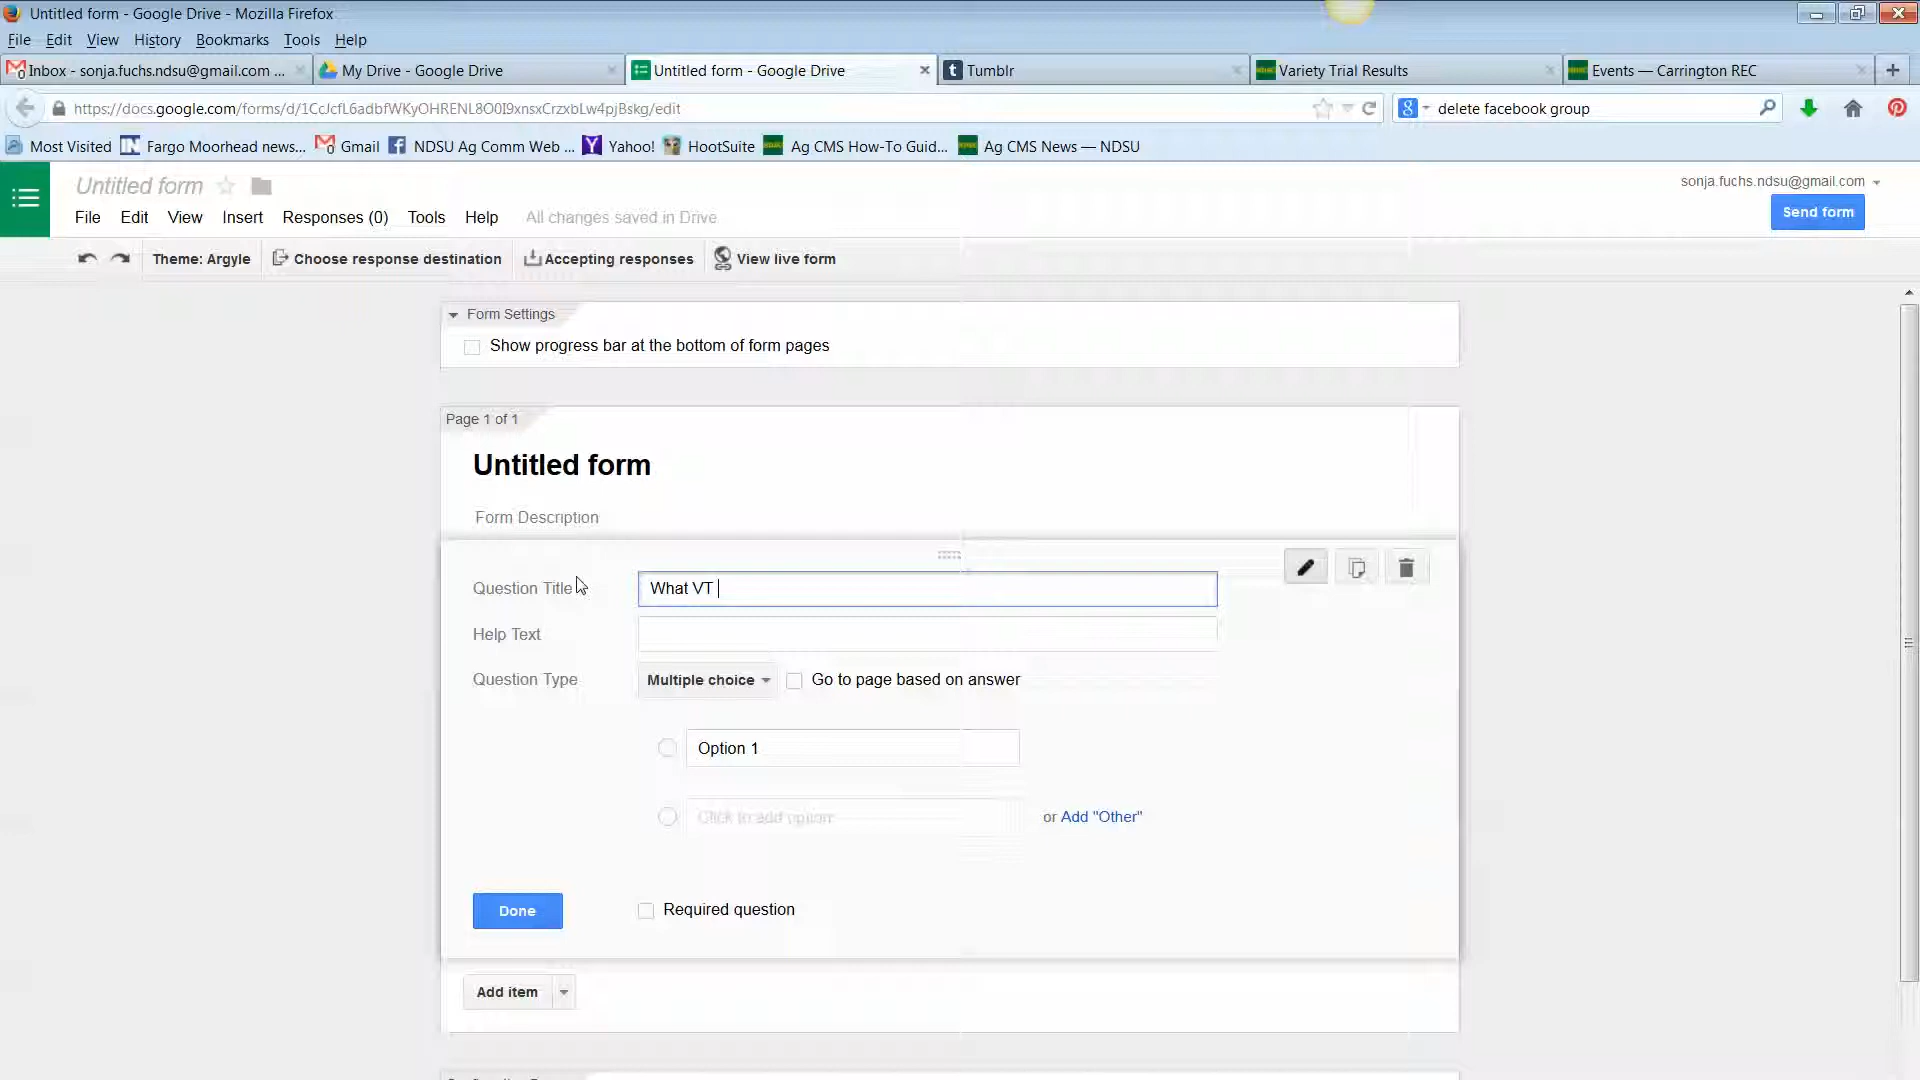 Untitled form - Google Drive - Mozilla Firefox
File Edit View History Bookmarks Tools Help
Inbox - sonja.fuchs.ndsu@gmail.com ... My Drive - Google Drive Untitled form - Google Drive Tumblr Variety Trial Results Events — Carrington REC
https://docs.google.com/forms/d/1CcJcfL6adbfWKyOHRENL8O0I9xnsxCrzxbLw4pjBskg/edit delete facebook group
Most Visited Fargo Moorhead news... Gmail NDSU Ag Comm Web ... Yahoo! HootSuite Ag CMS How-To Guid... Ag CMS News — NDSU
Untitled form sonja.fuchs.ndsu@gmail.com
File Edit View Insert Responses (0) Tools Help All changes saved in Drive Send form
Theme: Argyle Choose response destination Accepting responses View live form
Form Settings
Show progress bar at the bottom of form pages
Page 1 of 1
Untitled form
Form Description
Question Title What VT
Help Text
Question Type Multiple choice Go to page based on answer
Option 1
Click to add option or Add "Other"
Done Required question
Add item